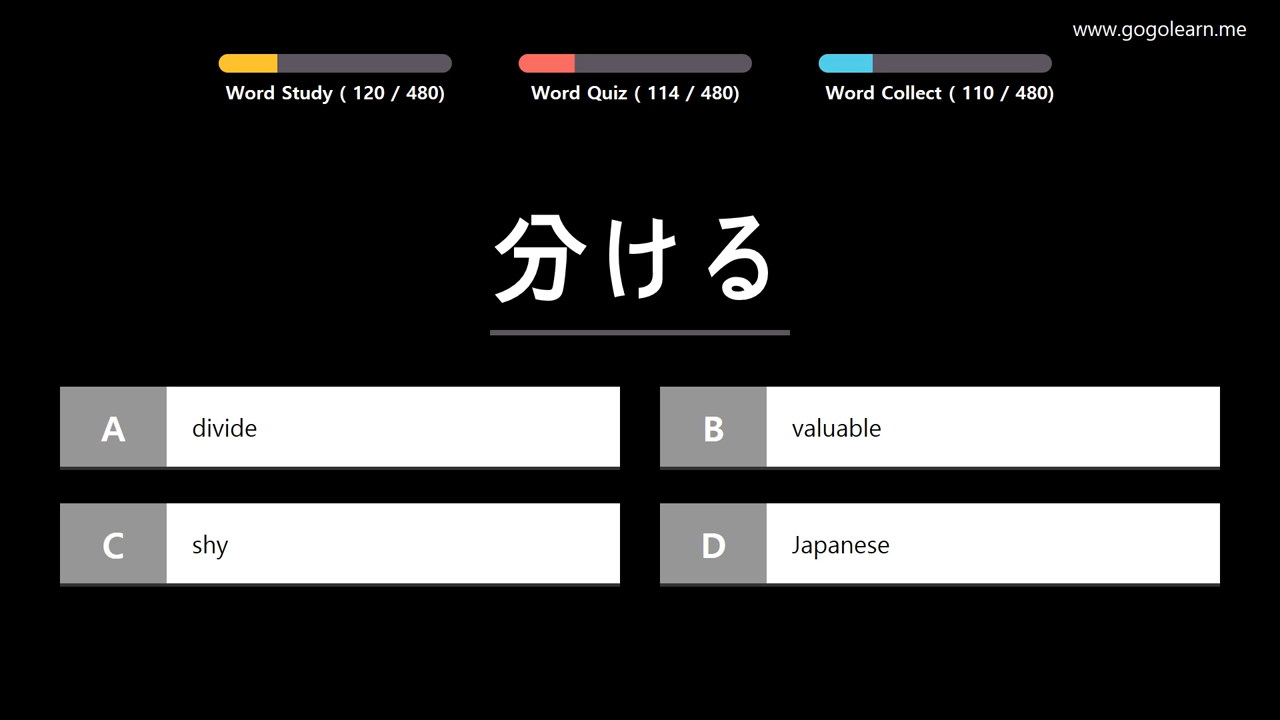 www.gogolearn.me
Word Study ( 120 / 480)
Word Quiz ( 114 / 480)
Word Collect ( 110 / 480)
分ける
A divide
B valuable
C shy
D Japanese